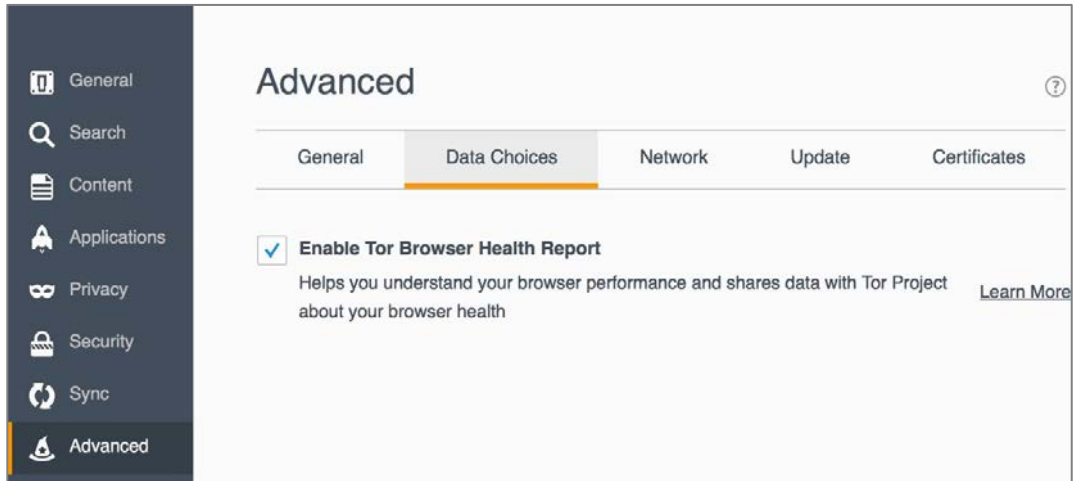 General
Search
Content
Applications
Privacy
Security
Sync
Advanced
Advanced
?
General Data Choices Network Update Certificates
Enable Tor Browser Health Report
Helps you understand your browser performance and shares data with Tor Project
about your browser health
Learn More